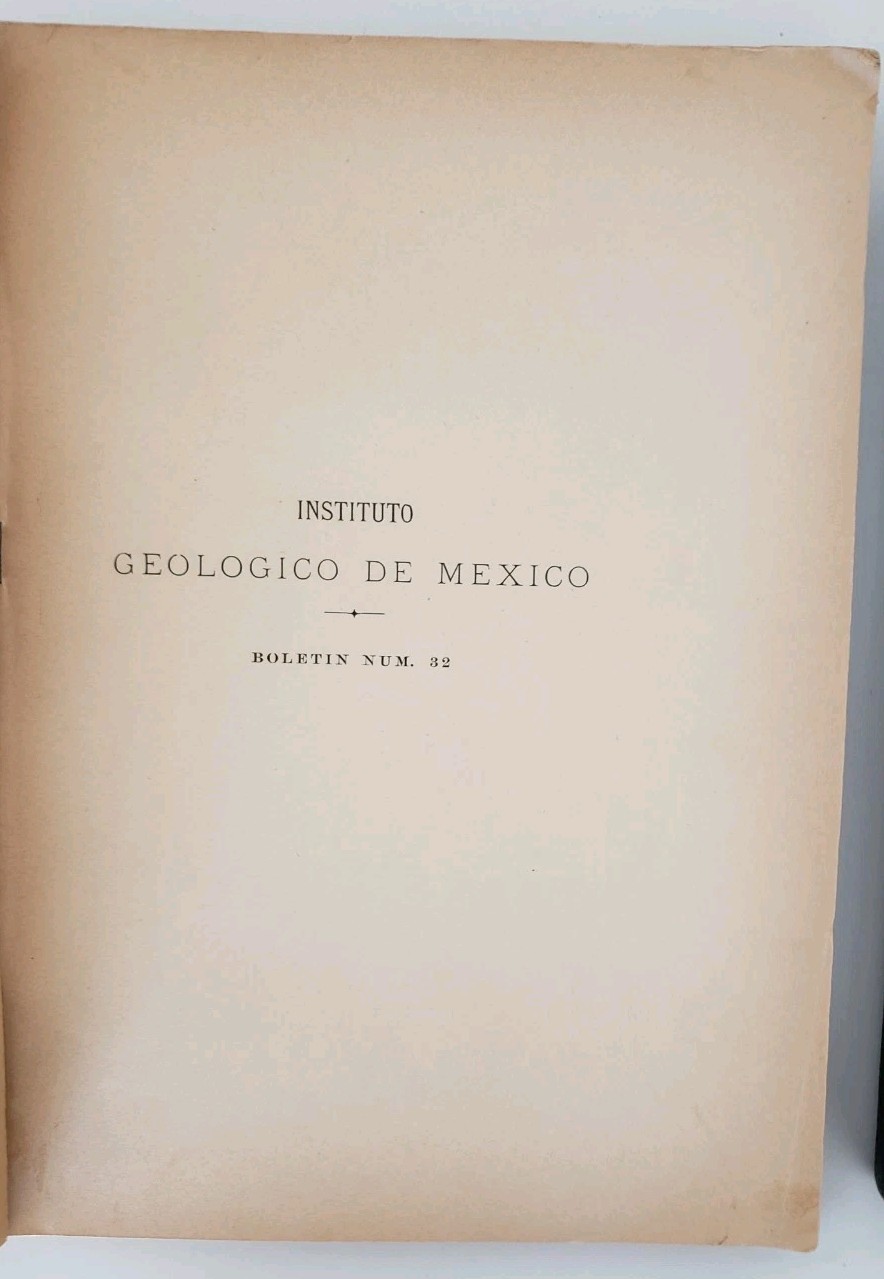 INSTITUTO
GEOLOGICO DE MEXICO
BOLETIN NUM. 32